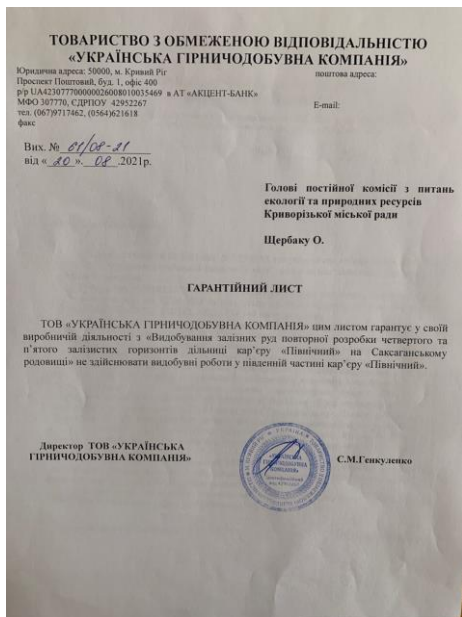 ТОВАРИСТВО З ОБМЕЖЕНОЮ ВІДПОВІДАЛЬНІСТЮ
«УКРАЇНСЬКА ГІРНИЧОДОБУВНА КОМПАНІЯ»
Юридична адреса: 50000, м. Кривий Ріг
поштова адреса:
Проспект Поштовий, буд. 1, офіс 400
р/р UA423077700000026008010035469 в АТ «АКЦЕНТ-БАНК»
МФО 307770, ЄДРПОУ 42952267
E-mail:
тел. (067)9717462, (0564)621618
факс
Вих. № 61/08-21
від « 20 ». 08 .2021р.
Голові постійної комісії з питань
екології та природних ресурсів
Криворізької міської ради
Щербаку О.
ГАРАНТІЙНИЙ ЛИСТ
ТОВ «УКРАЇНСЬКА ГІРНИЧОДОБУВНА КОМПАНІЯ» цим листом гарантує у своїй
виробничій діяльності з «Видобування залізних руд повторної розробки четвертого та
п'ятого залізистих горизонтів дільниці кар'єру «Північний» на Саксаганському
родовищі» не здійснювати видобувні роботи у південній частині кар'єру «Північний».
Директор ТОВ «УКРАЇНСЬКА
ГІРНИЧОДОБУВНА КОМПАНІЯ»
С.М.Генкуленко